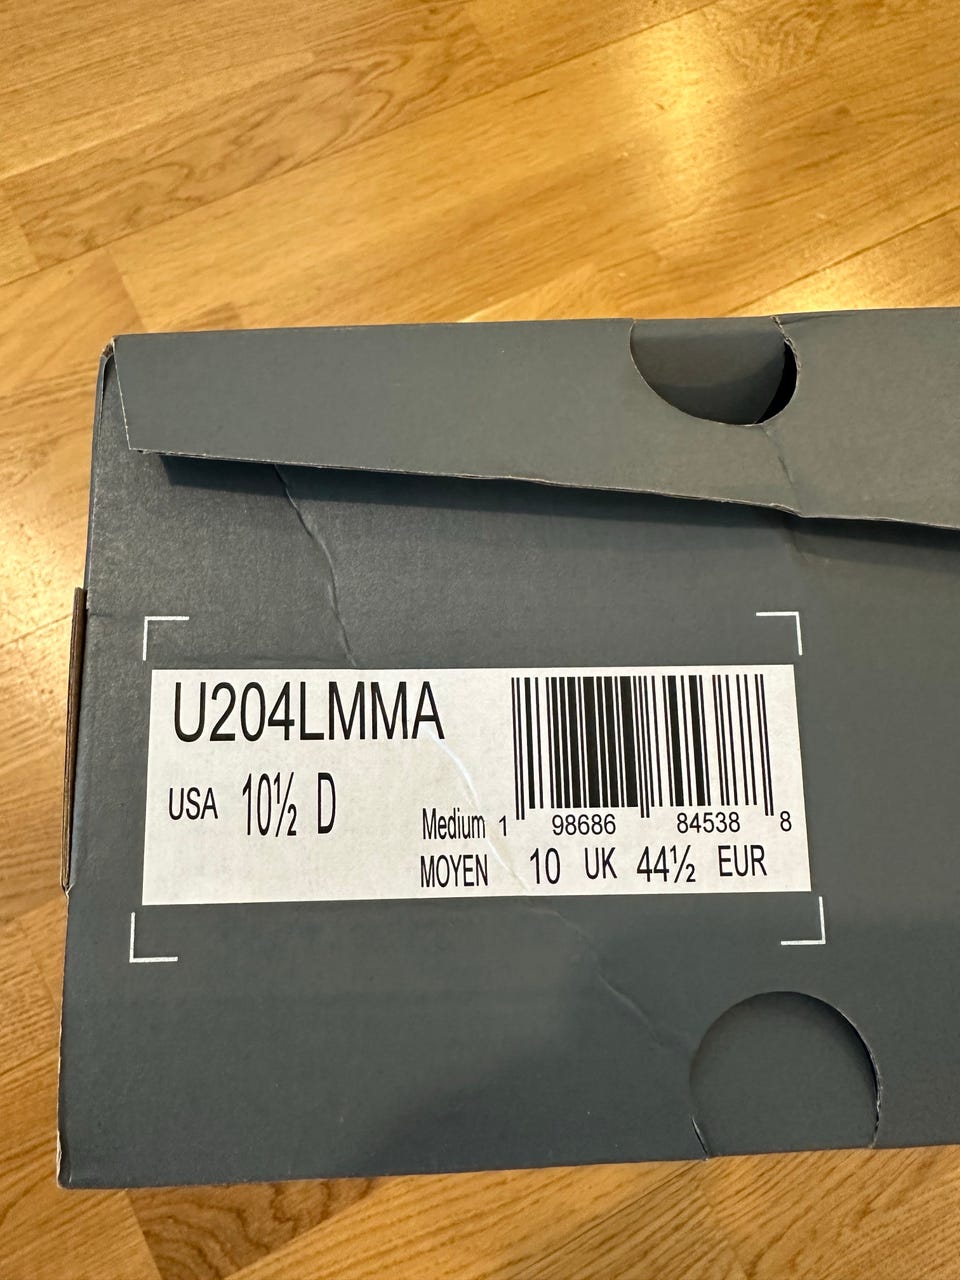 U204LMMA
USA 10½ D
Medium
MOYEN
1 98686 84538 8
10 UK 44½ EUR